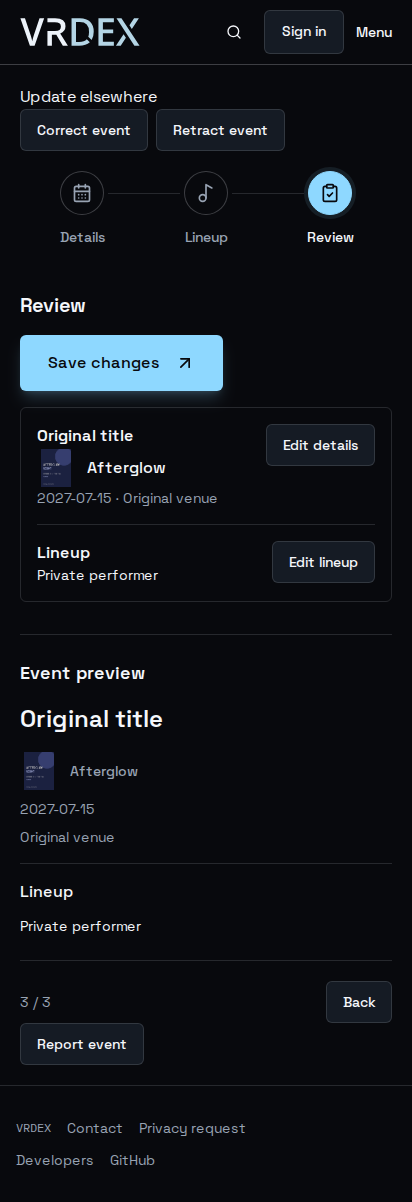 VRDEX
Sign in
Menu
Update elsewhere
Correct event
Retract event
Details
Lineup
Review
Review
Save changes
Original title
Edit details
Afterglow
2027-07-15 · Original venue
Lineup
Edit lineup
Private performer
Event preview
Original title
Afterglow
2027-07-15
Original venue
Lineup
Private performer
3 / 3
Back
Report event
VRDEX Contact Privacy request
Developers GitHub